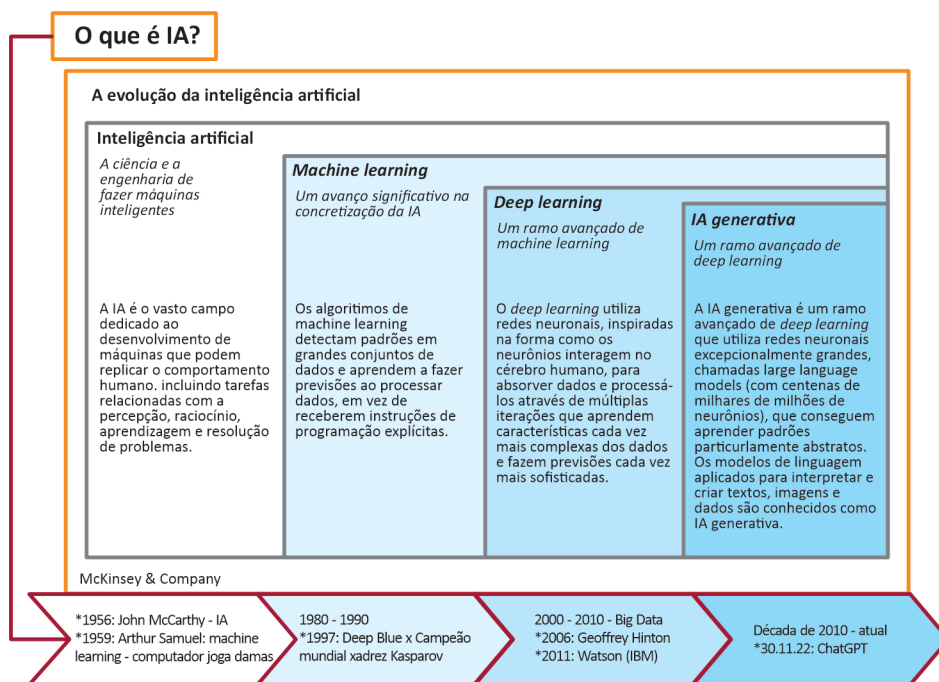 O que é IA?
A evolução da inteligência artificial
Inteligência artificial
A ciência e a
engenharia de
fazer máquinas
inteligentes
A IA é o vasto campo
dedicado ao
desenvolvimento de
máquinas que podem
replicar o comportamento
humano. incluindo tarefas
relacionadas com a
percepção, raciocínio,
aprendizagem e resolução
de problemas.
Machine learning
Um avanço significativo na
concretização da IA
Os algoritimos de
machine learning
detectam padrões em
grandes conjuntos de
dados e aprendem a fazer
previsões ao processar
dados, em vez de
receberem instruções de
programação explícitas.
Deep learning
Um ramo avançado de
machine learning
O deep learning utiliza
redes neuronais, inspiradas
na forma como os
neurônios interagem no
cérebro humano, para
absorver dados e processá-
los através de múltiplas
iterações que aprendem
características cada vez
mais complexas dos dados
e fazem previsões cada vez
mais sofisticadas.
IA generativa
Um ramo avançado de
deep learning
A IA generativa é um ramo
avançado de deep learning
que utiliza redes neuronais
excepcionalmente grandes,
chamadas large language
models (com centenas de
milhares de milhões de
neurônios), que conseguem
aprender padrões
particurlamente abstratos.
Os modelos de linguagem
aplicados para interpretar e
criar textos, imagens e
dados são conhecidos como
IA generativa.
McKinsey & Company
*1956: John McCarthy - IA
*1959: Arthur Samuel: machine
learning - computador joga damas
1980 - 1990
*1997: Deep Blue x Campeão
mundial xadrez Kasparov
2000 - 2010 - Big Data
*2006: Geoffrey Hinton
*2011: Watson (IBM)
Década de 2010 - atual
*30.11.22: ChatGPT